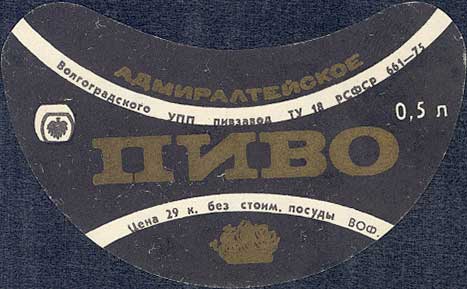 АДМИРАЛТЕЙСКОЕ
Волгоградского УПП пивзавод ТУ 18 РСФСР 661—75
0,5 л
ПИВО
Цена 29 к. без стоим. посуды ВОФ.